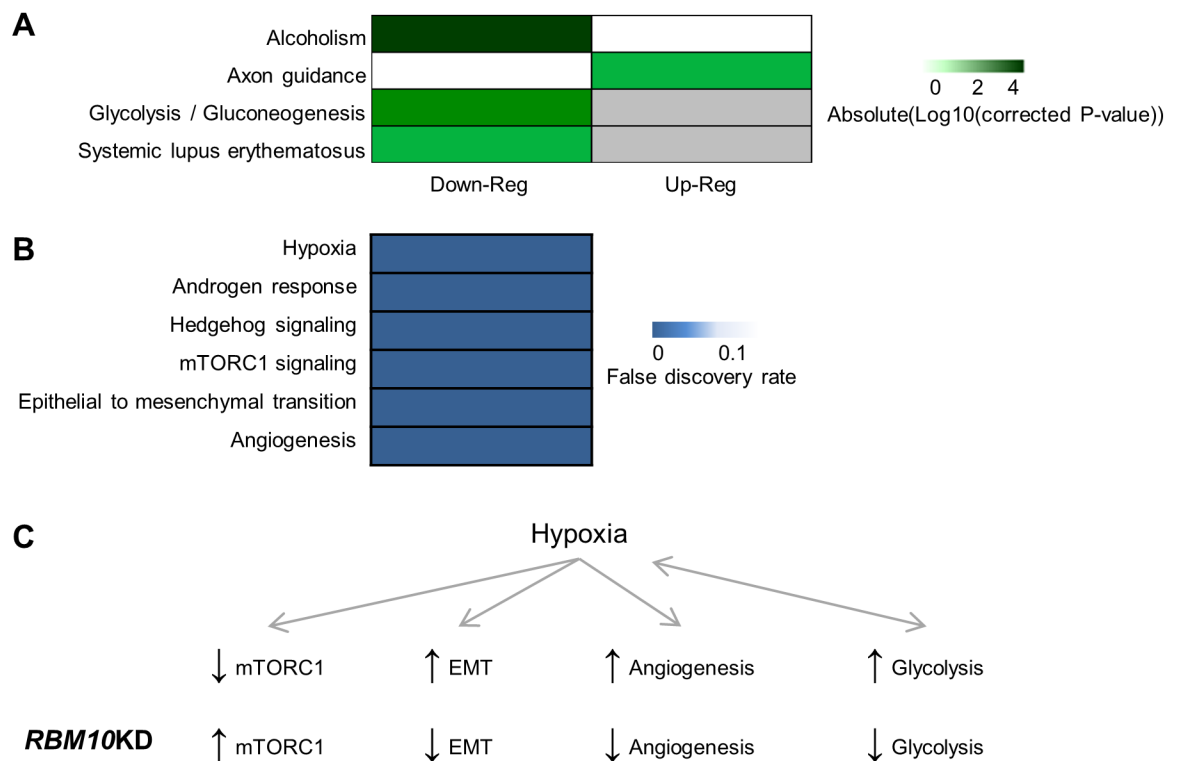 A
Alcoholism
Axon guidance
Glycolysis / Gluconeogenesis
Systemic lupus erythematosus
Down-Reg Up-Reg
0 2 4
Absolute(Log10(corrected P-value))
B
Hypoxia
Androgen response
Hedgehog signaling
mTORC1 signaling
Epithelial to mesenchymal transition
Angiogenesis
0 0.1
False discovery rate
C
Hypoxia
↓ mTORC1 ↑ EMT ↑ Angiogenesis ↑ Glycolysis
RBM10KD ↑ mTORC1 ↓ EMT ↓ Angiogenesis ↓ Glycolysis